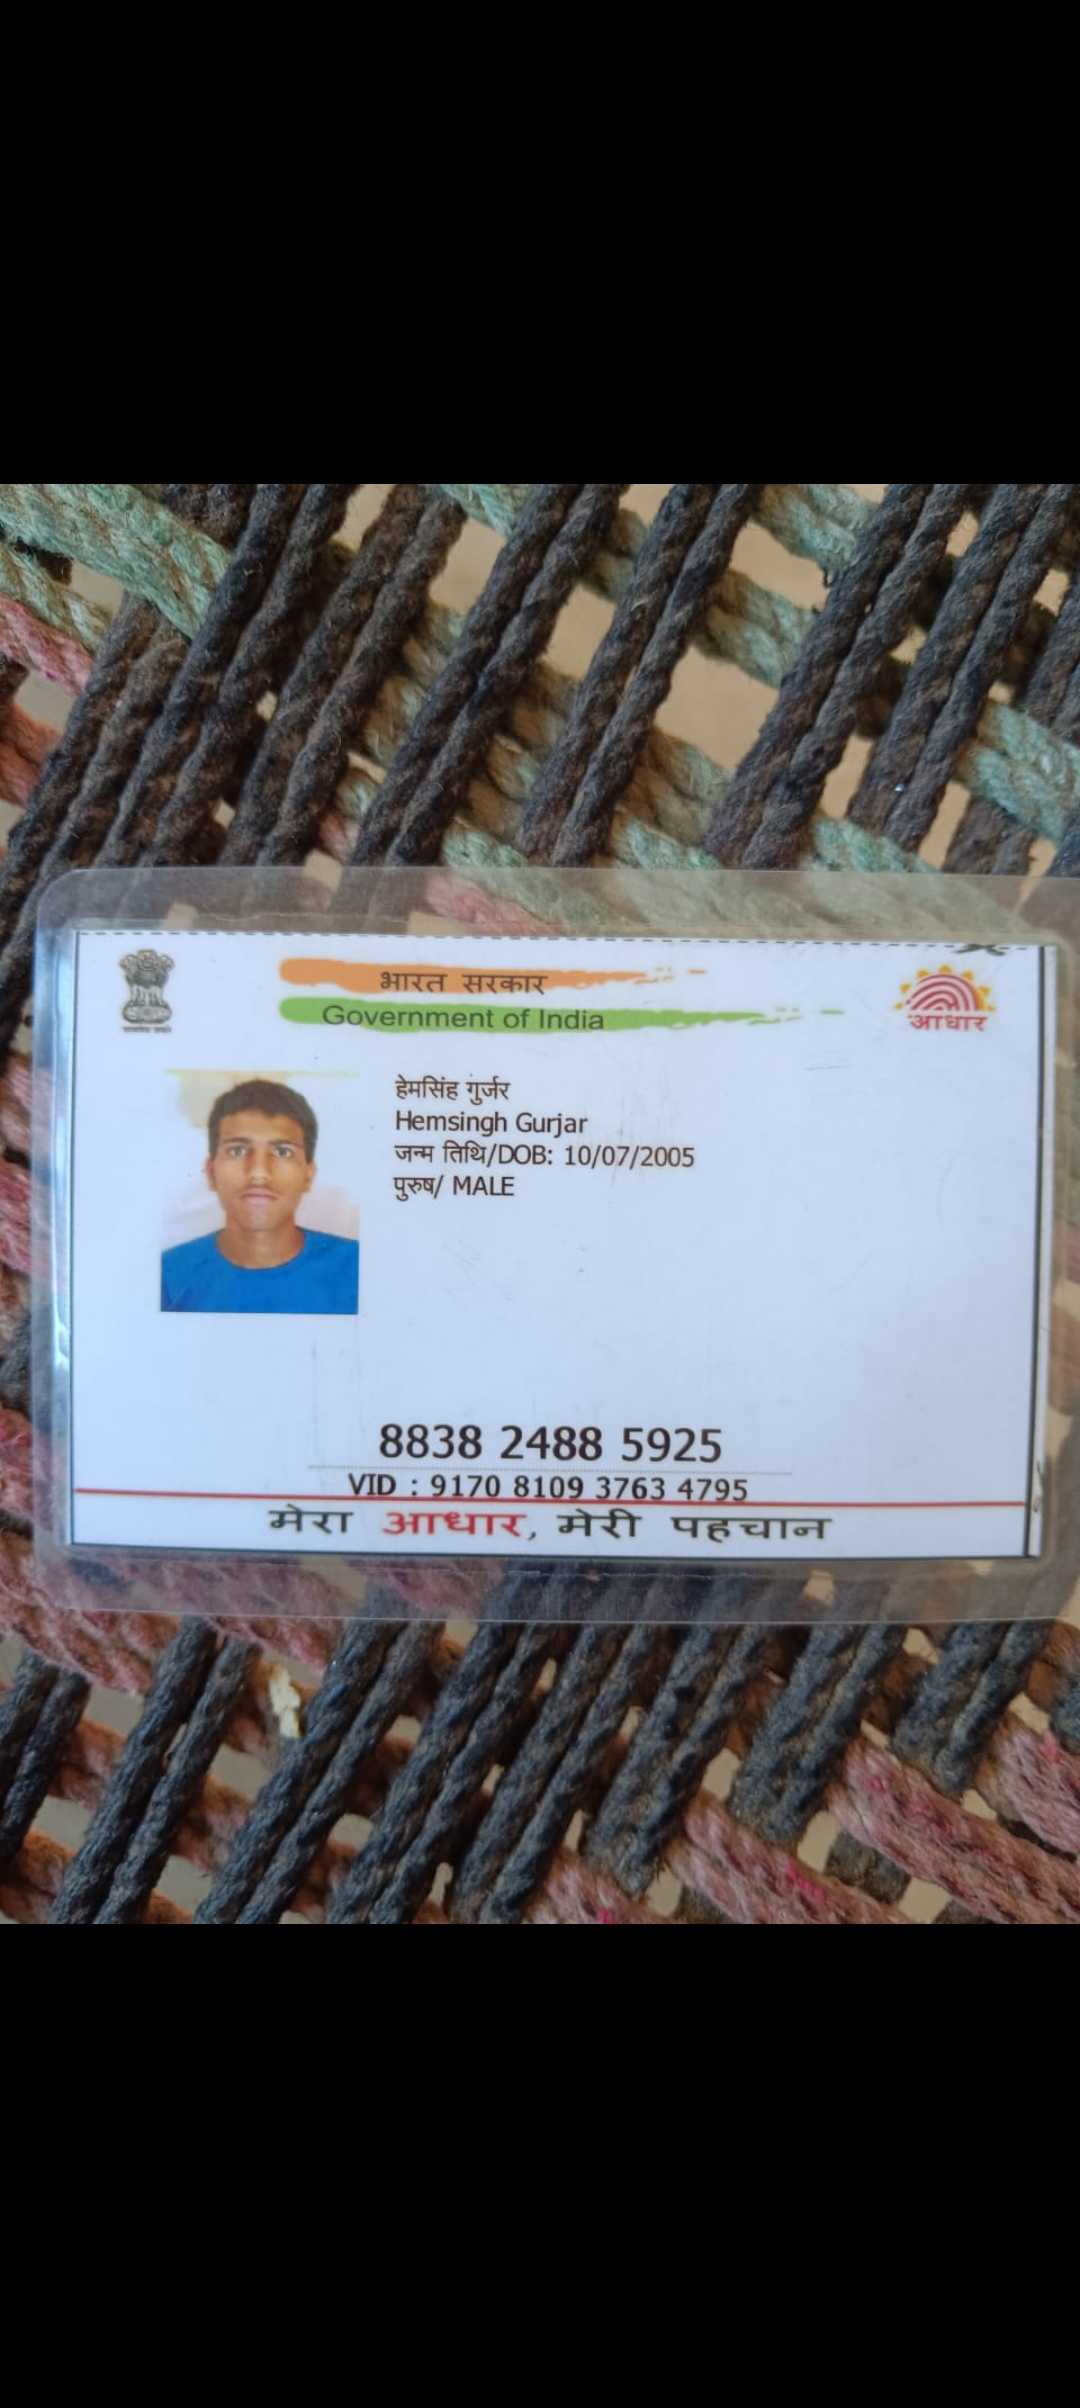 भारत सरकार
Government of India
आधार
हेमसिंह गुर्जर
Hemsingh Gurjar
जन्म तिथि/DOB: 10/07/2005
पुरुष/ MALE
8838 2488 5925
VID : 9170 8109 3763 4795
मेरा आधार, मेरी पहचान